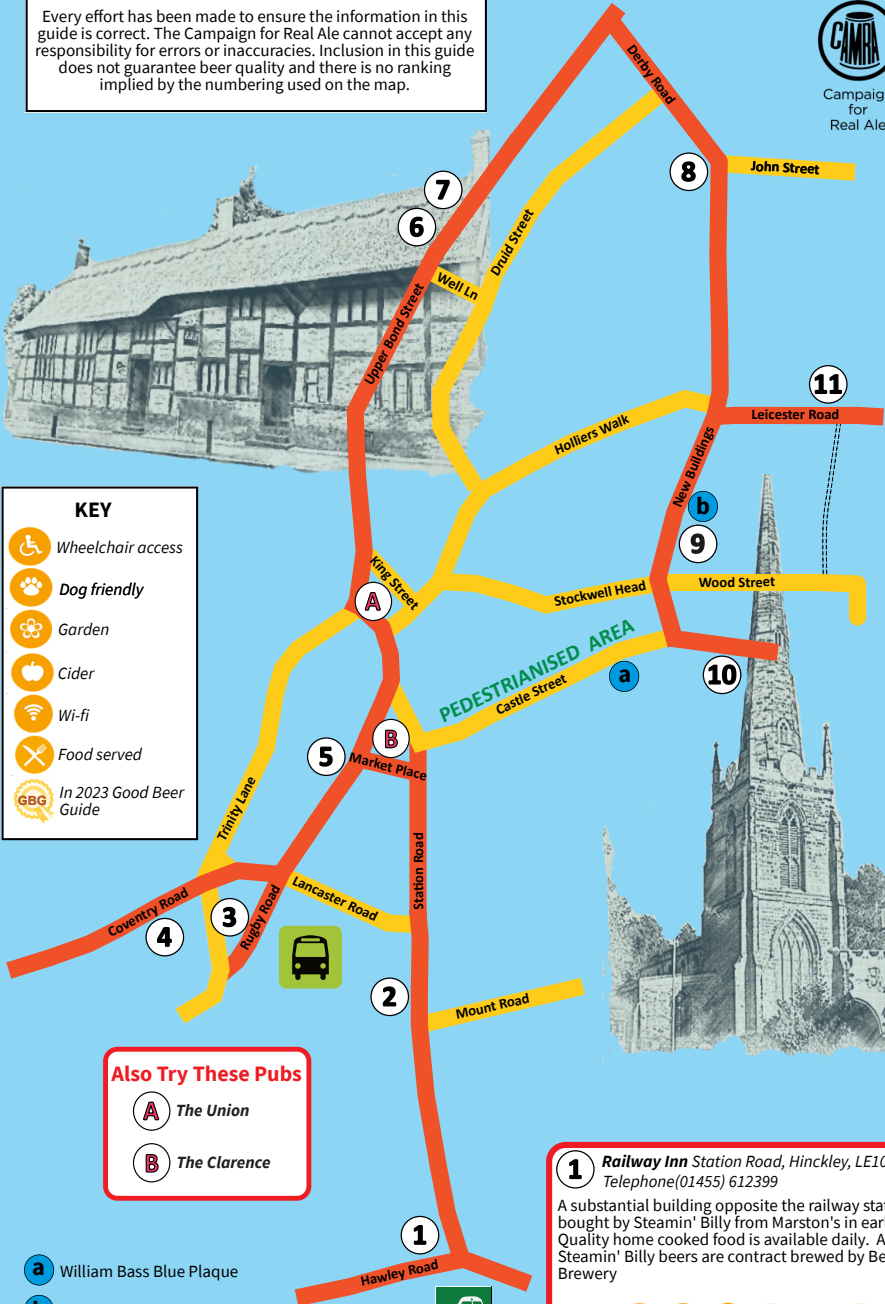 Every effort has been made to ensure the information in this
guide is correct. The Campaign for Real Ale cannot accept any
responsibility for errors or inaccuracies. Inclusion in this guide
does not guarantee beer quality and there is no ranking
implied by the numbering used on the map.
CAMRA
Campaig
for
Real Ale
Derby Road
John Street
8
7
6
Druid Street
Well Ln
Upper Bond Street
11
Leicester Road
Holliers Walk
New Buildings
b
9
KEY
Wheelchair access
Dog friendly
Garden
Cider
Wi-fi
Food served
GBG
In 2023 Good Beer
Guide
King Street
A
Stockwell Head
Wood Street
PEDESTRIANISED AREA
Castle Street
a
10
B
5
Market Place
Trinity Lane
Station Road
Lancaster Road
Coventry Road
Rugby Road
3
4
2
Mount Road
Also Try These Pubs
A The Union
B The Clarence
1
Hawley Road
a William Bass Blue Plaque
1 Railway Inn Station Road, Hinckley, LE10
Telephone(01455) 612399
A substantial building opposite the railway stat
bought by Steamin' Billy from Marston's in earl
Quality home cooked food is available daily. A
Steamin' Billy beers are contract brewed by Be
Brewery